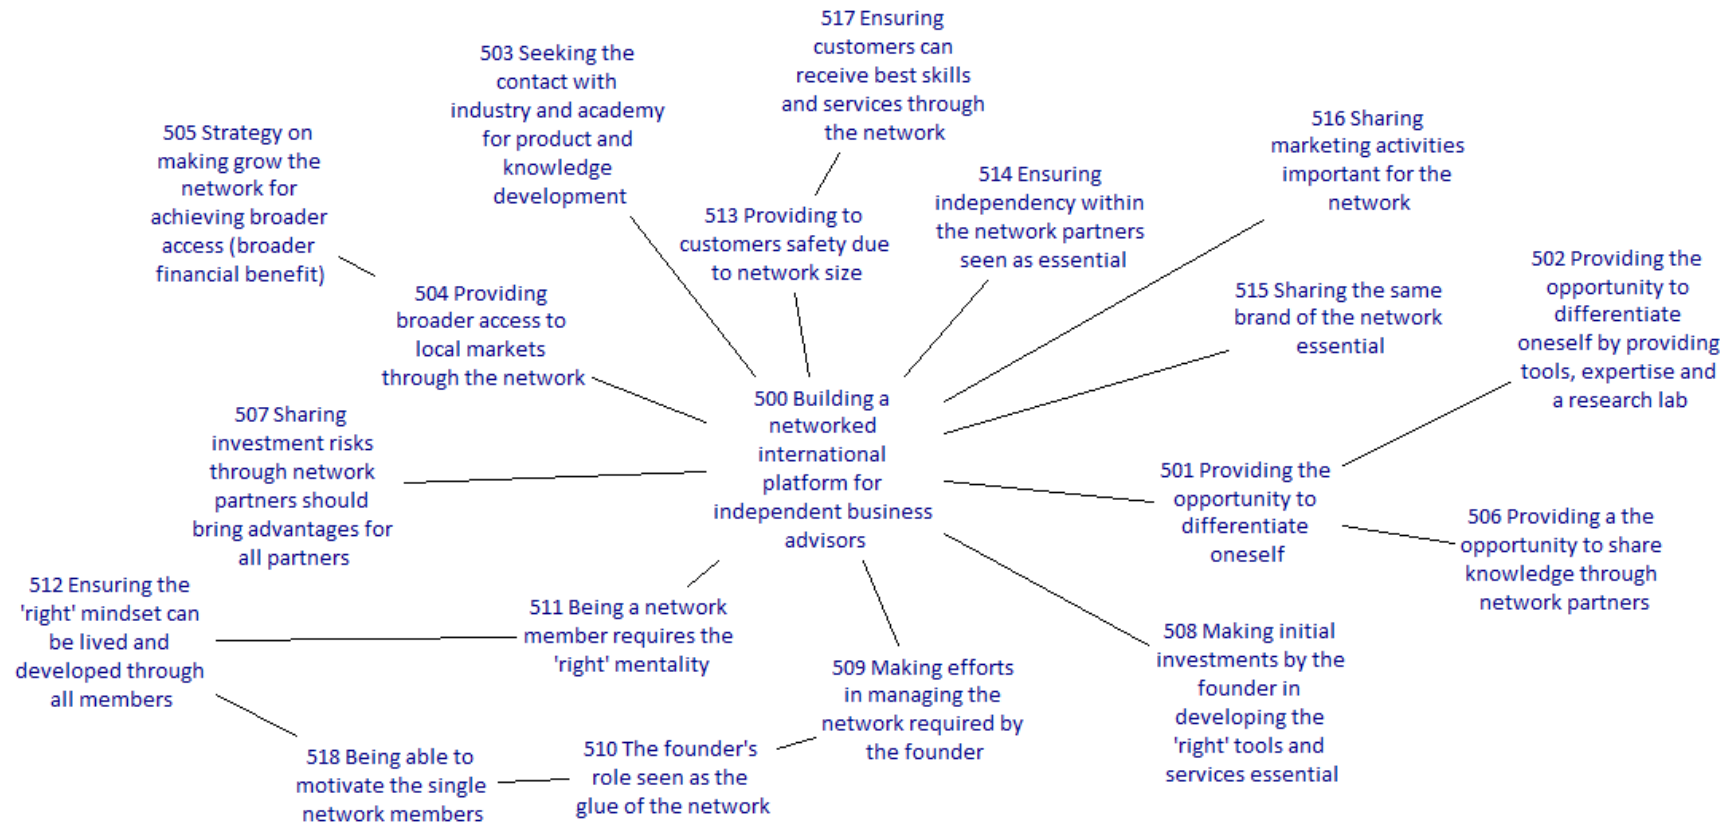 517 Ensuring
customers can
receive best skills
and services through
the network
503 Seeking the
contact with
industry and academy
for product and
knowledge
development
516 Sharing
marketing activities
important for the
network
505 Strategy on
making grow the
network for
achieving broader
access (broader
financial benefit)
514 Ensuring
independency within
the network partners
seen as essential
513 Providing to
customers safety due
to network size
502 Providing the
opportunity to
differentiate
oneself by providing
tools, expertise and
a research lab
504 Providing
broader access to
local markets
through the network
515 Sharing the same
brand of the network
essential
500 Building a
networked
international
platform for
independent business
advisors
507 Sharing
investment risks
through network
partners should
bring advantages for
all partners
501 Providing the
opportunity to
differentiate
oneself
506 Providing a the
opportunity to share
knowledge through
network partners
512 Ensuring the
'right' mindset can
be lived and
developed through
all members
511 Being a network
member requires the
'right' mentality
508 Making initial
investments by the
founder in
developing the
'right' tools and
services essential
509 Making efforts
in managing the
network required by
the founder
510 The founder's
role seen as the
glue of the network
518 Being able to
motivate the single
network members